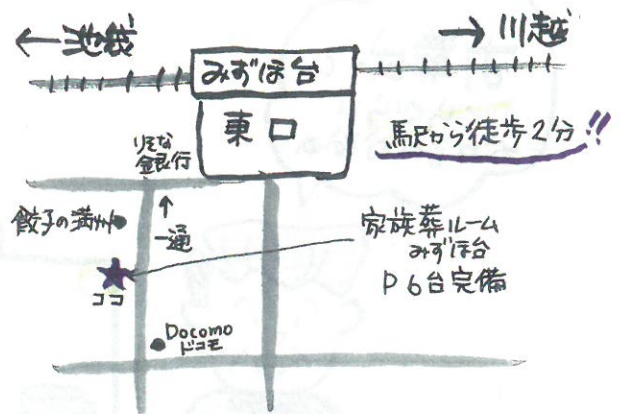 ← 池袋
→ 川越
みずほ台
東口
駅から徒歩2分!!
りそな
銀行
餃子の満州
↑
一通
家族葬ルーム
みずほ台
P6台完備
ココ
Docomo
ドコモ